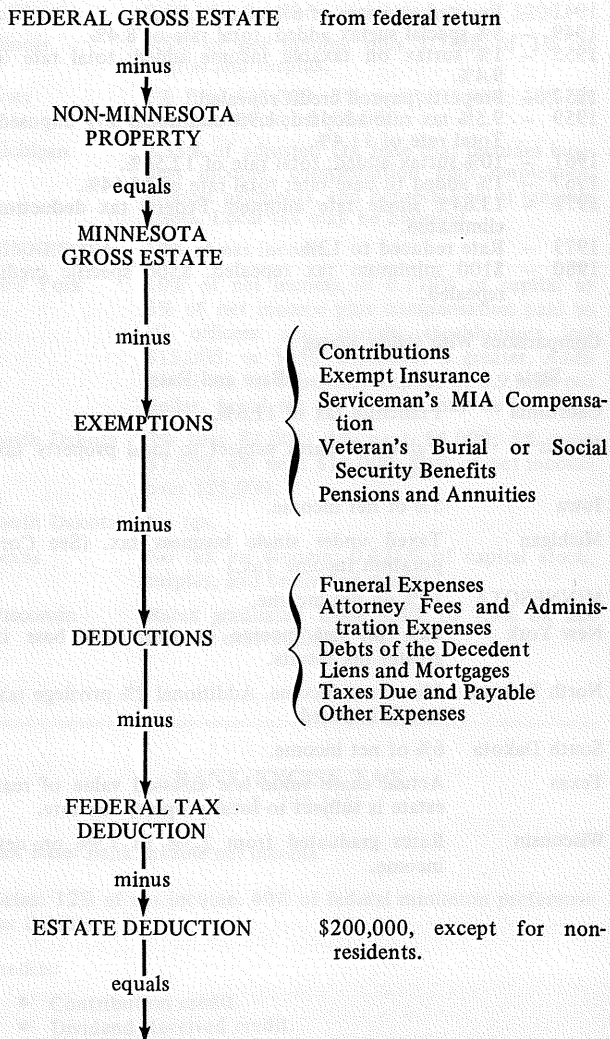 FEDERAL GROSS ESTATE from federal return
minus
NON-MINNESOTA
PROPERTY
equals
MINNESOTA
GROSS ESTATE
minus
Contributions
Exempt Insurance
Serviceman's MIA Compensa-
tion
EXEMPTIONS
Veteran's Burial or Social
Security Benefits
Pensions and Annuities
minus
Funeral Expenses
Attorney Fees and Adminis-
tration Expenses
DEDUCTIONS
Debts of the Decedent
Liens and Mortgages
Taxes Due and Payable
Other Expenses
minus
FEDERAL TAX
DEDUCTION
minus
ESTATE DEDUCTION $200,000, except for non-
residents.
equals